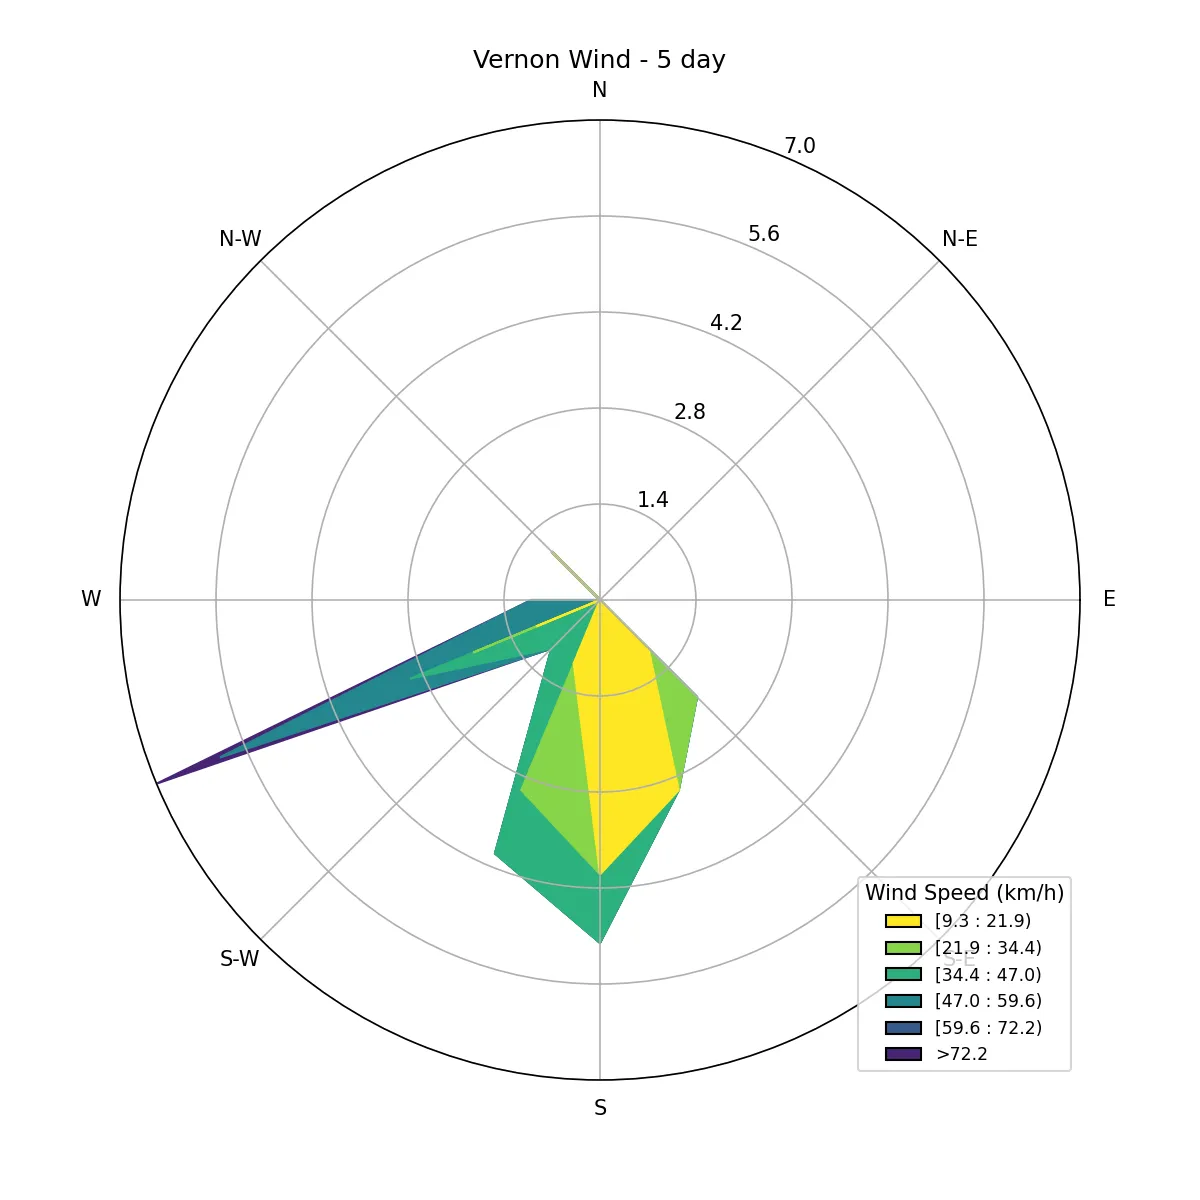 Vernon Wind - 5 day
N
7.0
5.6
N-W
N-E
4.2
2.8
1.4
W
E
Wind Speed (km/h)
[9.3 : 21.9)
[21.9 : 34.4)
S-W
S-E
[34.4 : 47.0)
[47.0 : 59.6)
[59.6 : 72.2)
>72.2
S